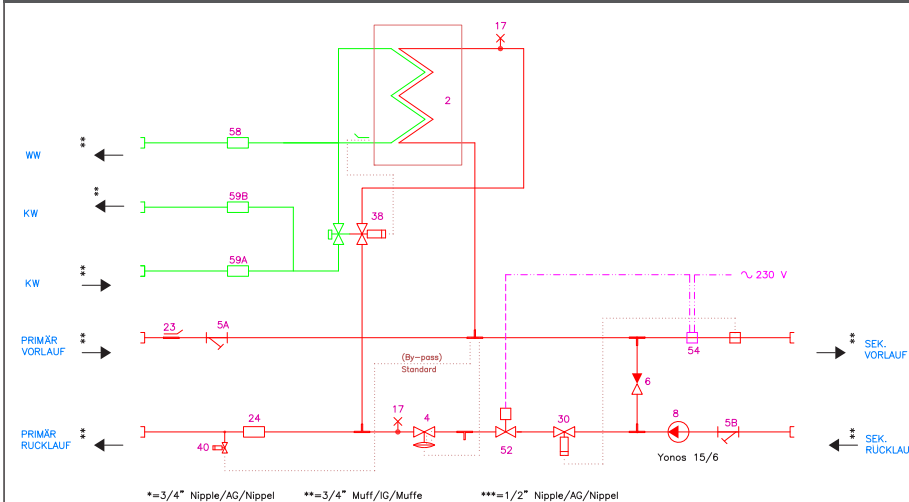 17
2
**
58
WW
**
59B
KW
38
**
59A
KW
230 V
PRIMÄR
VORLAUF
**
23
5A
(By-pass)
Standard
54
**
SEK.
VORLAUF
6
PRIMÄR
RÜCKLAUF
**
40
24
17
4
52
30
8
Yonos 15/6
5B
**
SEK.
RÜCKLAUF
*=3/4" Nipple/AG/Nippel
**=3/4" Muff/IG/Muffe
***=1/2" Nipple/AG/Nippel